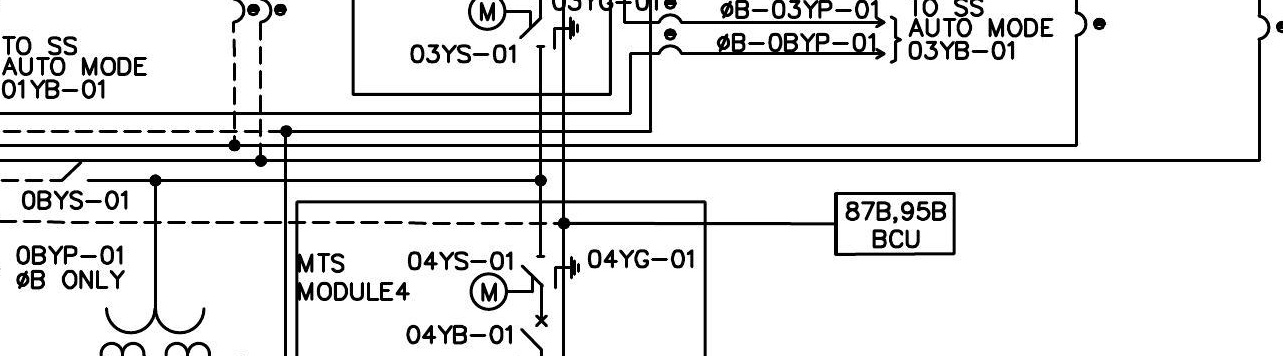 M
03YG-01
øB-03YP-01
TO SS
AUTO MODE
03YB-01
03YS-01
øB-0BYP-01
TO SS
AUTO MODE
01YB-01
0BYS-01
87B,95B
BCU
0BYP-01
øB ONLY
MTS
MODULE4
04YS-01
04YG-01
M
04YB-01